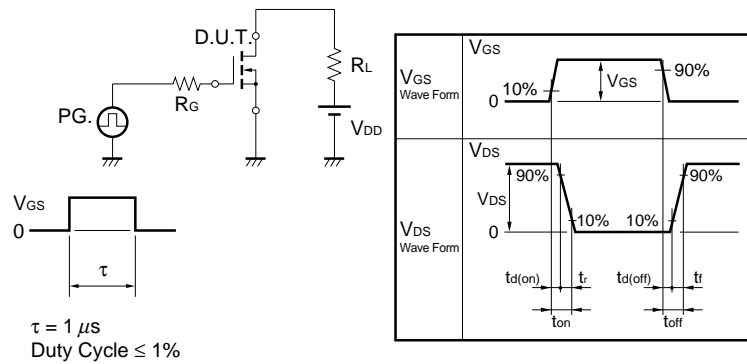 D.U.T.
RL
RG
PG.
VDD
VGS
0
τ
τ = 1 μs
Duty Cycle ≤ 1%
VGS
Wave Form
VGS
10%
VGS
90%
0
VDS
Wave Form
VDS
90%
90%
VDS
10%
10%
0
td(on)
tr
td(off)
tf
ton
toff